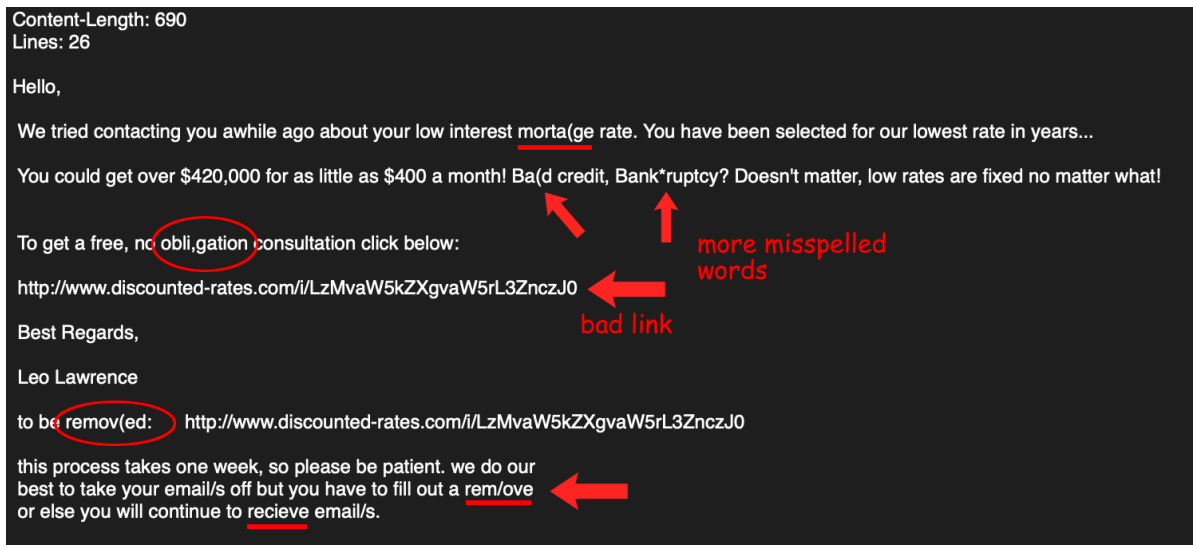 Content-Length: 690
Lines: 26
Hello,
We tried contacting you awhile ago about your low interest morta(ge rate. You have been selected for our lowest rate in years...
You could get over $420,000 for as little as $400 a month! Ba(d credit, Bank*ruptcy? Doesn't matter, low rates are fixed no matter what!
To get a free, no obli,gation consultation click below:
more misspelled
words
http://www.discounted-rates.com/i/LzMvaW5kZXgvaW5rL3ZnczJ0
bad link
Best Regards,
Leo Lawrence
to be remov(ed: http://www.discounted-rates.com/i/LzMvaW5kZXgvaW5rL3ZnczJ0
this process takes one week, so please be patient. we do our
best to take your email/s off but you have to fill out a rem/ove
or else you will continue to recieve email/s.